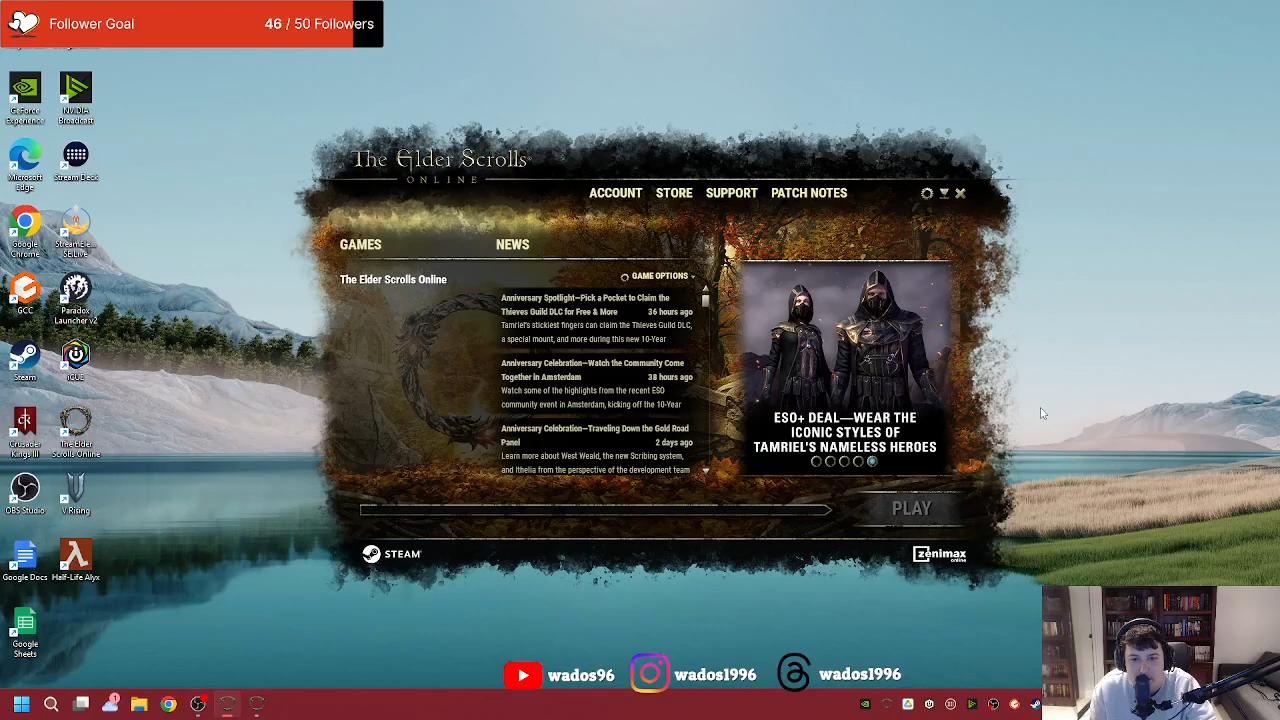 Follower Goal 46 / 50 Followers
GeForce Experience
NVIDIA Broadcast
Microsoft Edge
Stream Deck
Google Chrome
StreamEle... SE.Live
GCC
Paradox Launcher v2
Steam
iCUE
Crusader Kings III
The Elder Scrolls Online
OBS Studio
V Rising
Google Docs
Half-Life Alyx
Google Sheets
The Elder Scrolls
ONLINE
ACCOUNT STORE SUPPORT PATCH NOTES
GAMES NEWS
The Elder Scrolls Online
GAME OPTIONS
Anniversary Spotlight—Pick a Pocket to Claim the
Thieves Guild DLC for Free & More 36 hours ago
Tamriel's stickiest fingers can claim the Thieves Guild DLC,
a special mount, and more during this new 10-Year
Anniversary Celebration—Watch the Community Come
Together in Amsterdam 38 hours ago
Watch some of the highlights from the recent ESO
community event in Amsterdam, kicking off the 10-Year
Anniversary Celebration—Traveling Down the Gold Road
Panel 2 days ago
Learn more about West Weald, the new Scribing system,
and Ithelia from the perspective of the development team
ESO+ DEAL—WEAR THE
ICONIC STYLES OF
TAMRIEL'S NAMELESS HEROES
PLAY
STEAM
zenimax
online
wados96 wados1996 wados1996
1